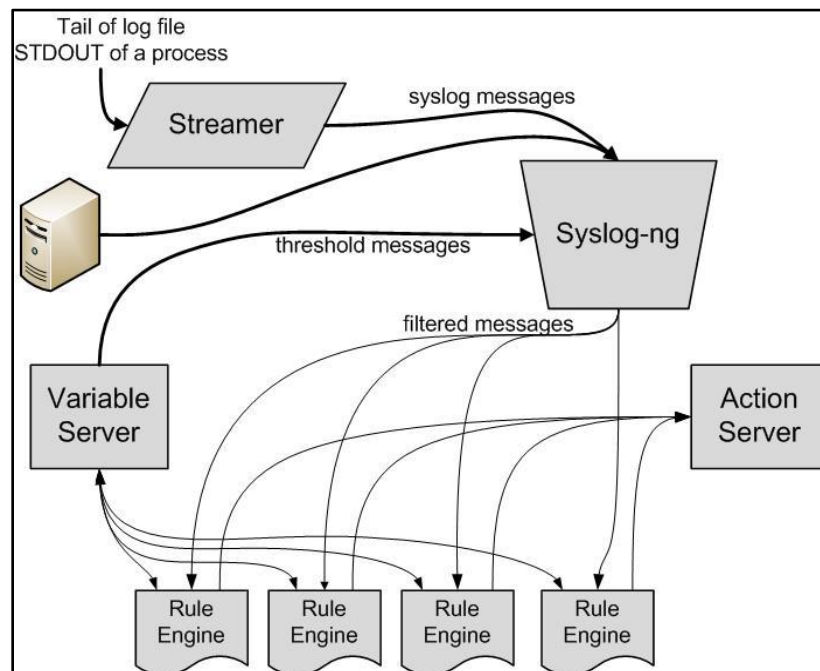 Tail of log file
STDOUT of a process
Streamer
syslog messages
Syslog-ng
threshold messages
filtered messages
Variable
Server
Action
Server
Rule
Engine
Rule
Engine
Rule
Engine
Rule
Engine